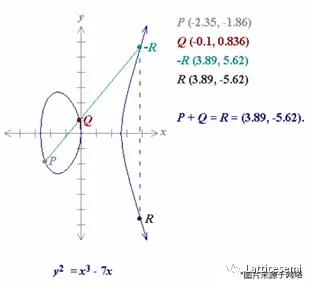 y
P (-2.35, -1.86)
Q (-0.1, 0.836)
-R (3.89, 5.62)
R (3.89, -5.62)
P + Q = R = (3.89, -5.62).
-R
Q
x
P
R
y² = x³ - 7x
Latticesemi
*图片来源于网络